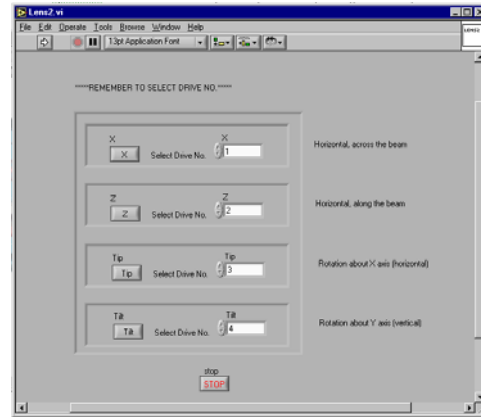 Lens2.vi
File Edit Operate Tools Browse Window Help
13pt Application Font
*****REMEMBER TO SELECT DRIVE NO.*****
X X
X Select Drive No. 1 Horizontal, across the beam
Z Z
Z Select Drive No. 2 Horizontal, along the beam
Tip Tip
Tip Select Drive No. 3 Rotation about X axis (horizontal)
Tilt Tilt
Tilt Select Drive No. 4 Rotation about Y axis (vertical)
stop
STOP